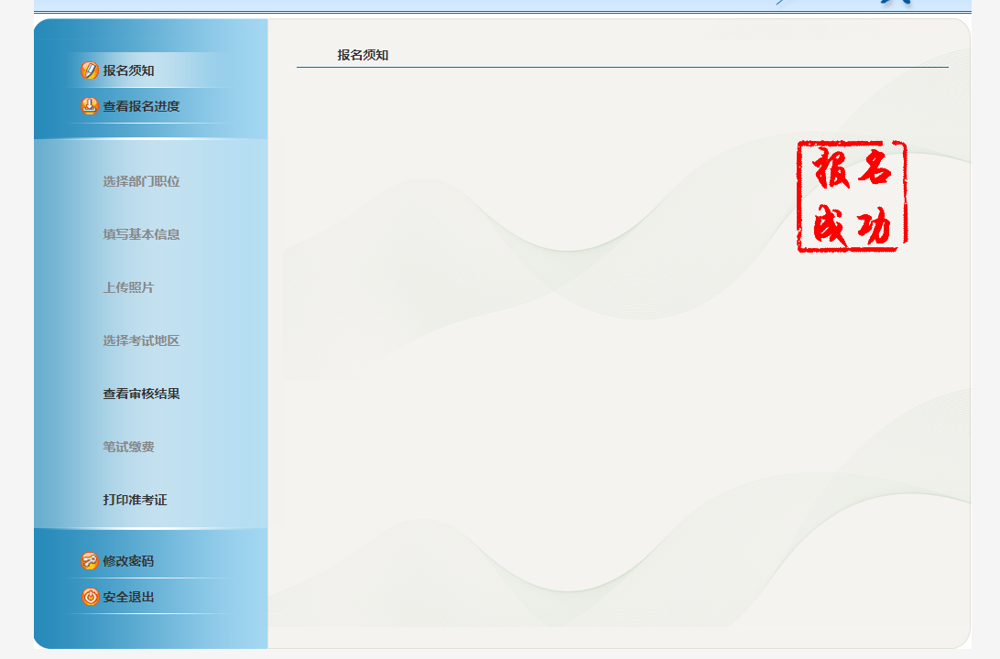 报名须知
查看报名进度
选择部门职位
填写基本信息
上传照片
选择考试地区
查看审核结果
笔试缴费
打印准考证
修改密码
安全退出
报名须知
报名
成功